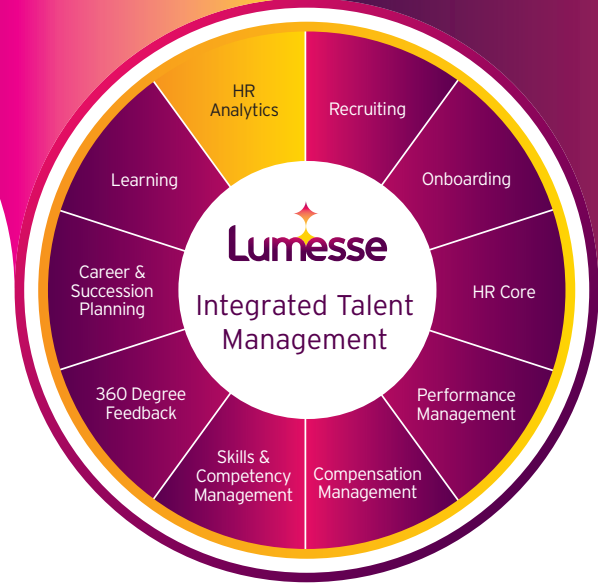 HR
Analytics
Recruiting
Onboarding
HR Core
Performance
Management
Compensation
Management
Skills &
Competency
Management
360 Degree
Feedback
Career &
Succession
Planning
Learning
Lumesse
Integrated Talent
Management